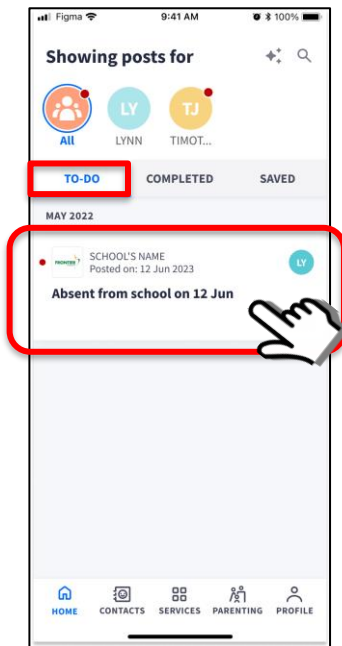 Figma 9:41 AM 100%
Showing posts for
LY TJ
All LYNN TIMOT...
TO-DO COMPLETED SAVED
MAY 2022
SCHOOL'S NAME
Posted on: 12 Jun 2023
LY
Absent from school on 12 Jun
HOME CONTACTS SERVICES PARENTING PROFILE